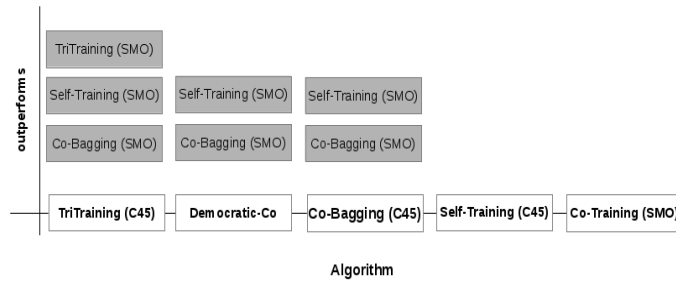 outperforms
TriTraining (SMO)
Self-Training (SMO) Self-Training (SMO) Self-Training (SMO)
Co-Bagging (SMO) Co-Bagging (SMO) Co-Bagging (SMO)
TriTraining (C45) Democratic-Co Co-Bagging (C45) Self-Training (C45) Co-Training (SMO)
Algorithm